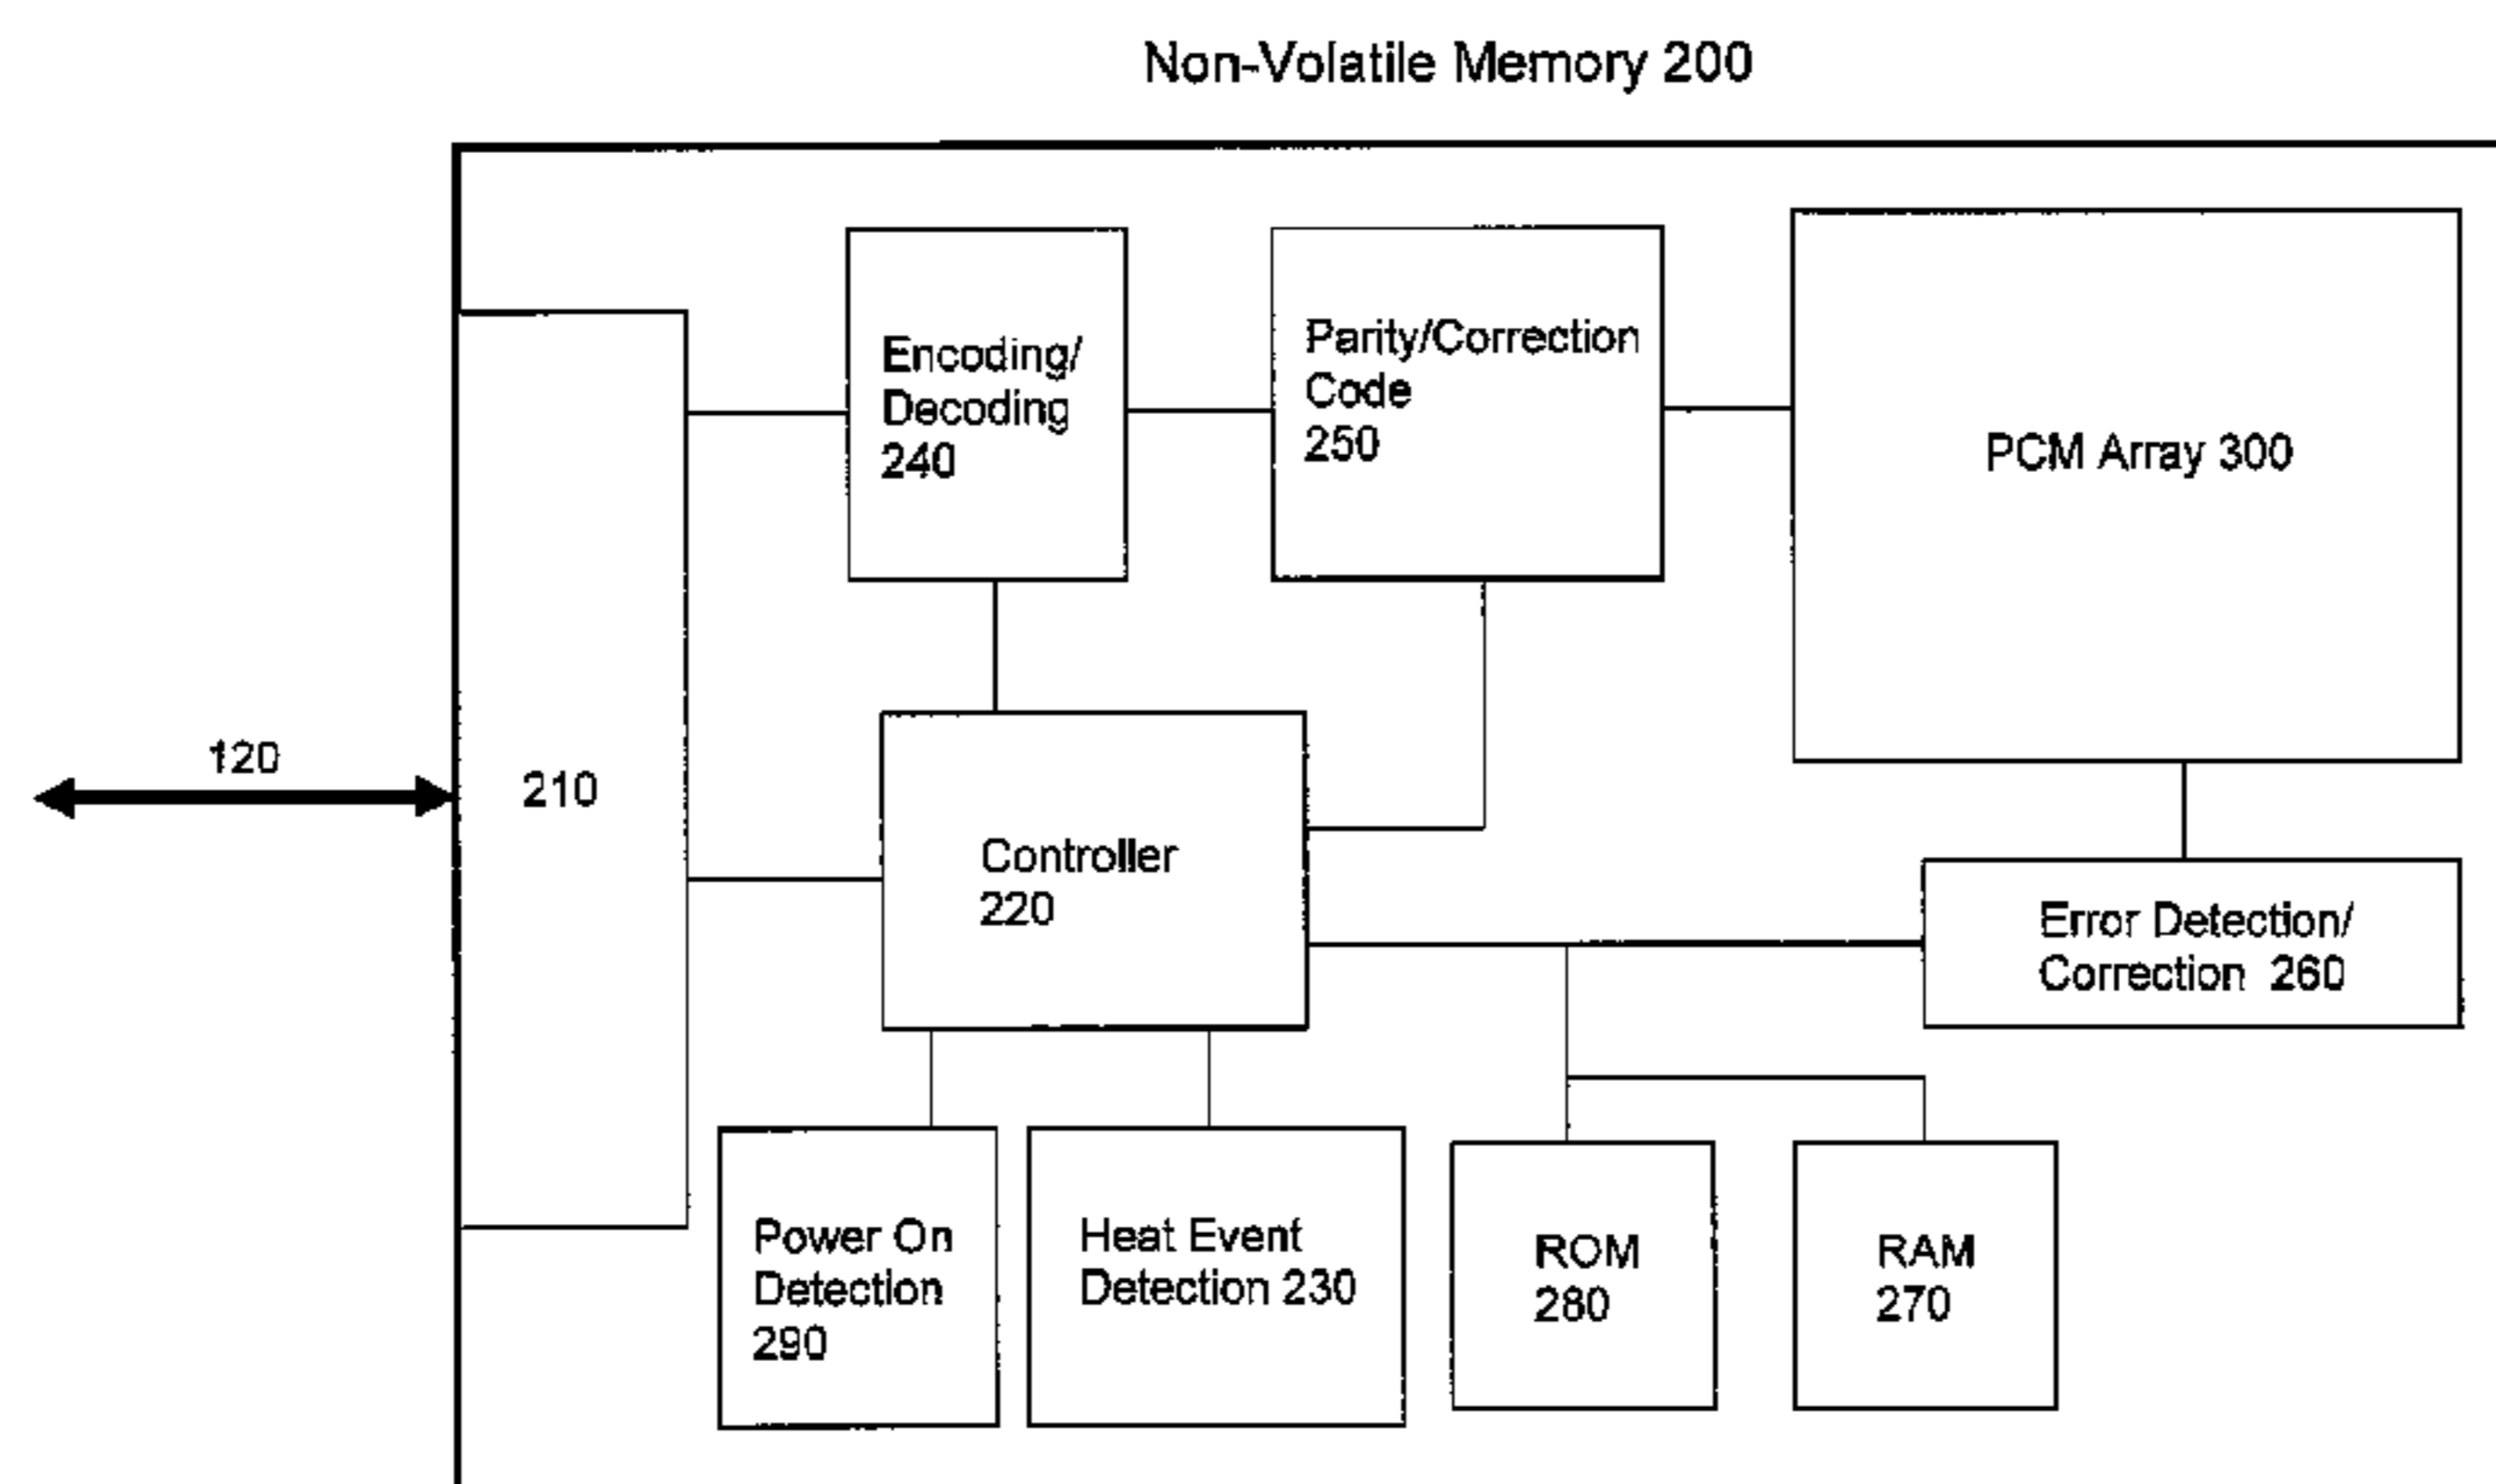 Non-Volatile Memory 200
Encoding/
Decoding
240
Parity/Correction
Code
250
PCM Array 300
120
210
Controller
220
Error Detection/
Correction 260
Power On
Detection
290
Heat Event
Detection 230
ROM
280
RAM
270